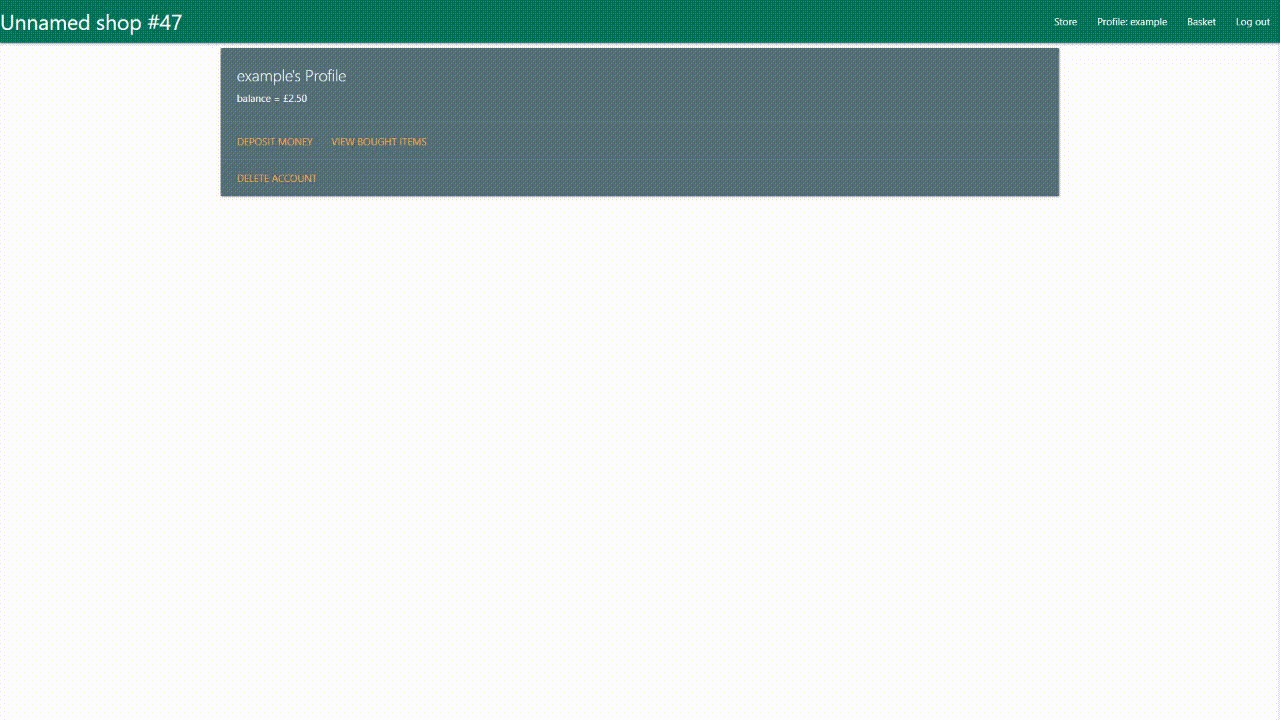 Unnamed shop #47
Store Profile: example Basket Log out
example's Profile
balance = £2.50
DEPOSIT MONEY VIEW BOUGHT ITEMS
DELETE ACCOUNT